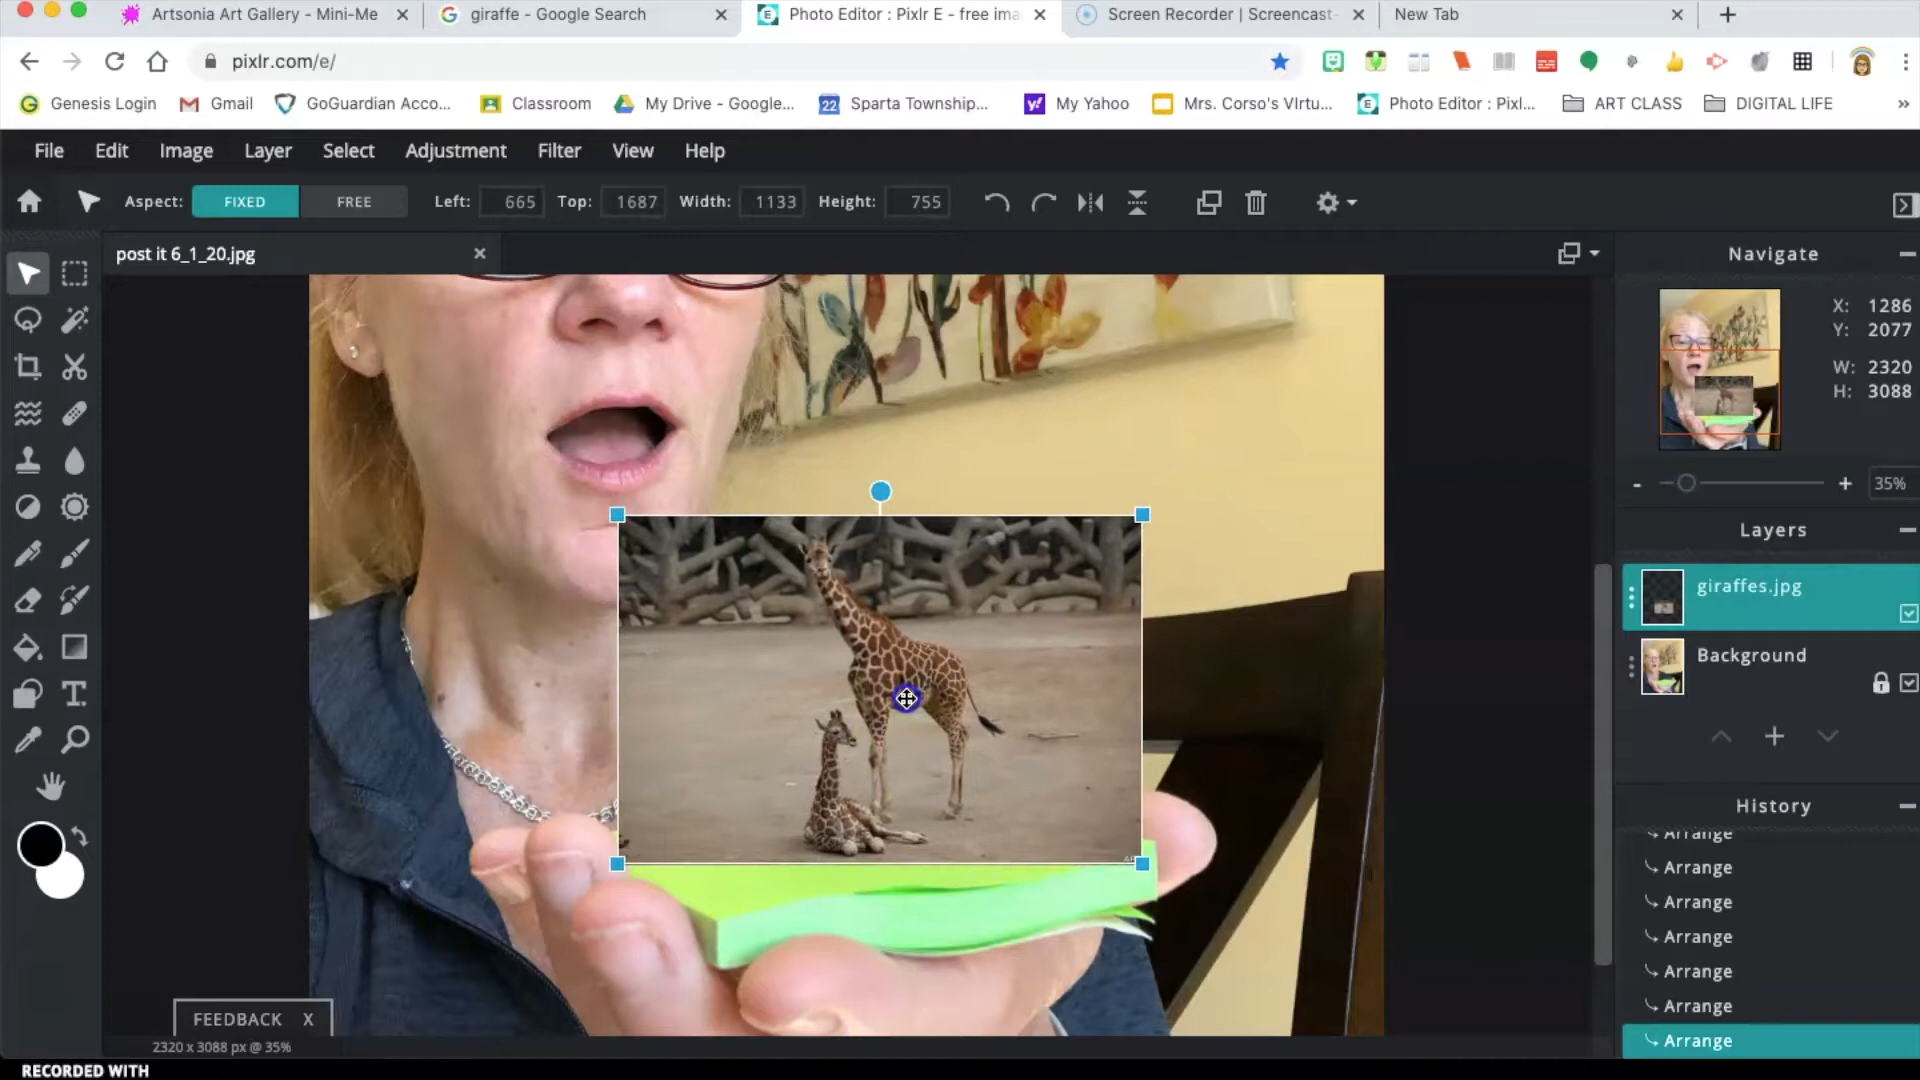 Artsonia Art Gallery - Mini-Me
giraffe - Google Search
Photo Editor : Pixlr E - free ima
Screen Recorder | Screencast-
New Tab
pixlr.com/e/
Genesis Login
Gmail
GoGuardian Acco...
Classroom
My Drive - Google...
22
Sparta Township...
My Yahoo
Mrs. Corso's VIrtu...
Photo Editor : Pixl...
ART CLASS
DIGITAL LIFE
File Edit Image Layer Select Adjustment Filter View Help
Aspect: FIXED FREE Left: 665 Top: 1687 Width: 1133 Height: 755
post it 6_1_20.jpg
Navigate
X: 1286
Y: 2077
W: 2320
H: 3088
- + 35%
Layers
giraffes.jpg
Background
History
Arrange
Arrange
Arrange
Arrange
Arrange
Arrange
Arrange
FEEDBACK X
2320 x 3088 px @ 35%
RECORDED WITH